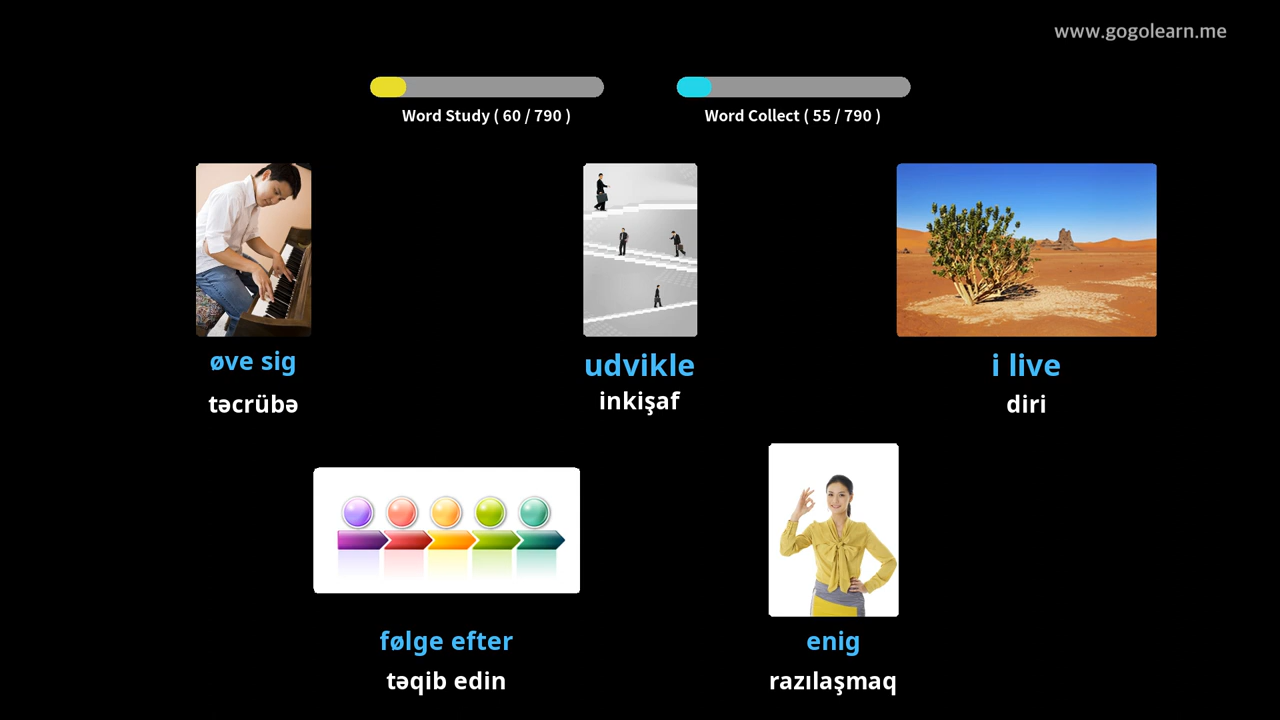 www.gogolearn.me
Word Study ( 60 / 790 )
Word Collect ( 55 / 790 )
øve sig
təcrübə
udvikle
inkişaf
i live
diri
følge efter
təqib edin
enig
razılaşmaq